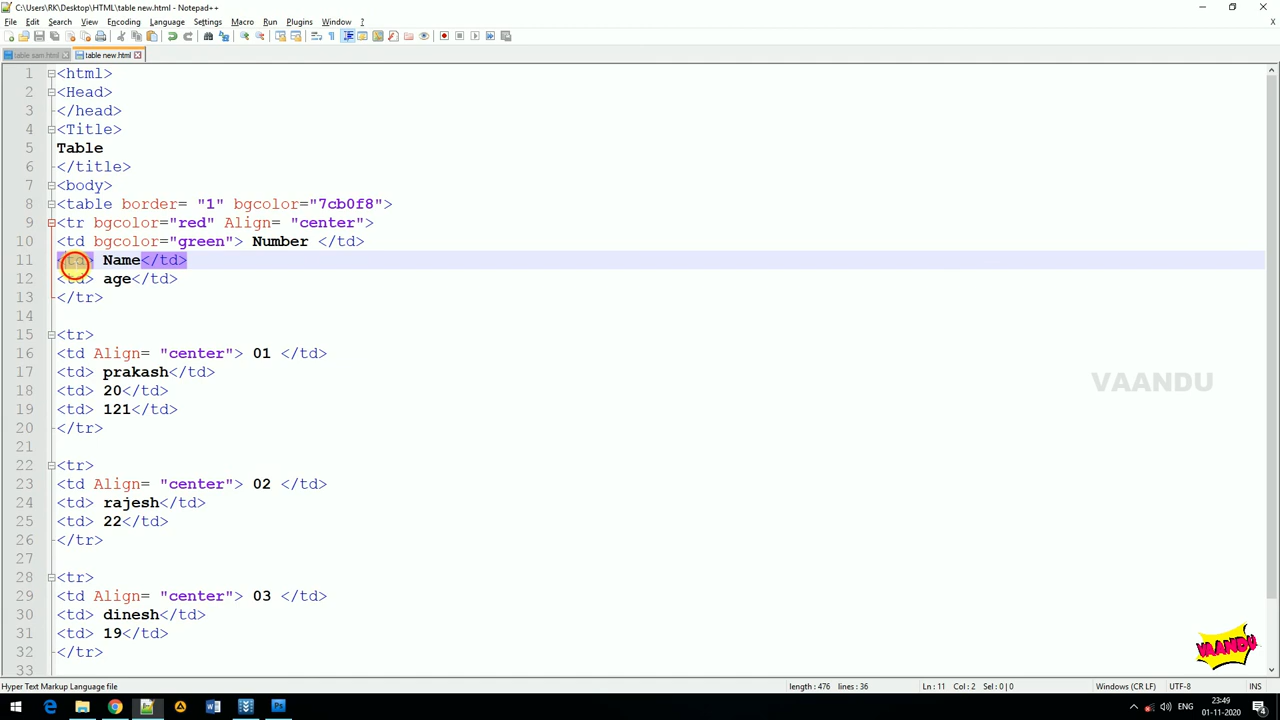 C:\Users\RK\Desktop\HTML\table new.html - Notepad++
File Edit Search View Encoding Language Settings Macro Run Plugins Window ?
table sam.html table new.html
1 <html>
2 <Head>
3 </head>
4 <Title>
5 Table
6 </title>
7 <body>
8 <table border= "1" bgcolor="7cb0f8">
9 <tr bgcolor="red" Align= "center">
10 <td bgcolor="green"> Number </td>
11 <td> Name</td>
12 <td> age</td>
13 </tr>
14
15 <tr>
16 <td Align= "center"> 01 </td>
17 <td> prakash</td>
18 <td> 20</td>
19 <td> 121</td>
20 </tr>
21
22 <tr>
23 <td Align= "center"> 02 </td>
24 <td> rajesh</td>
25 <td> 22</td>
26 </tr>
27
28 <tr>
29 <td Align= "center"> 03 </td>
30 <td> dinesh</td>
31 <td> 19</td>
32 </tr>
33
VAANDU
VAANDU
Hyper Text Markup Language file length : 476 lines : 36 Ln : 11 Col : 2 Sel : 0 | 0 Windows (CR LF) UTF-8 INS
ENG 23:49
01-11-2020